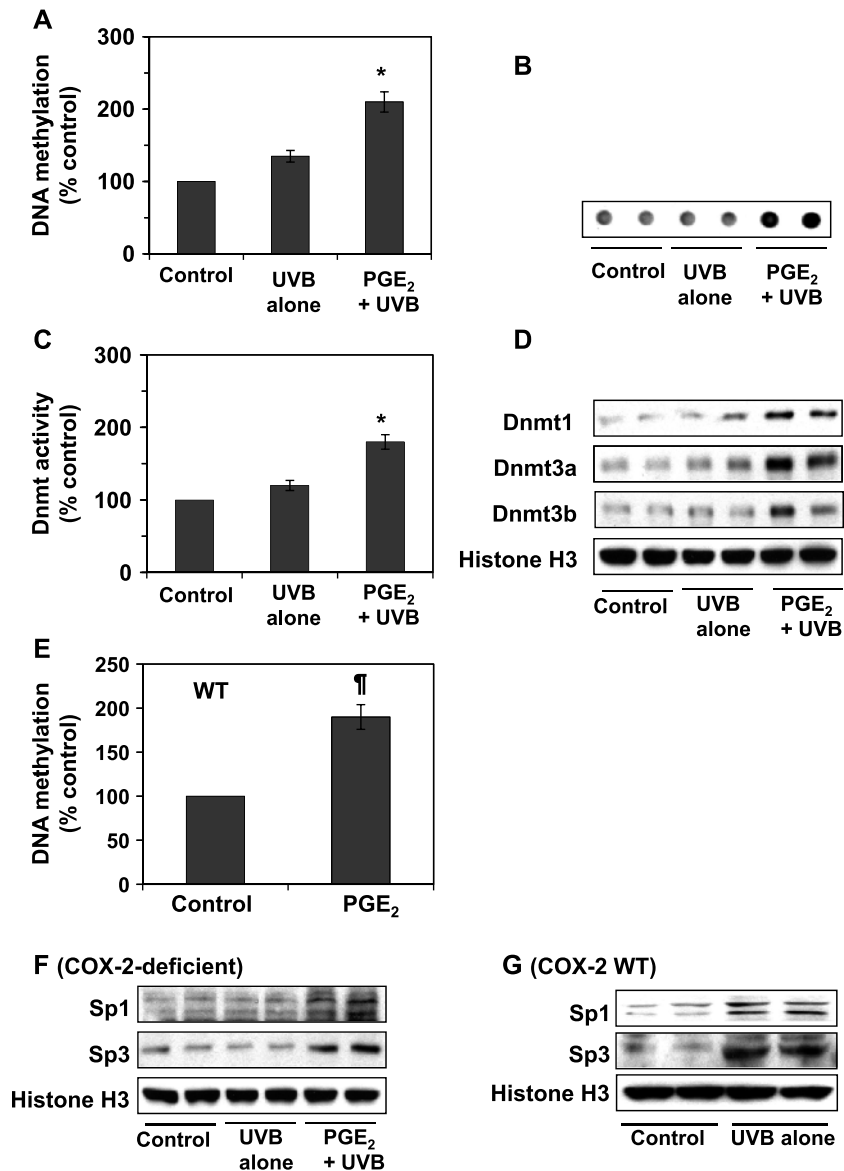 A
DNA methylation
(% control)
300
200
100
0
*
Control
UVB
alone
PGE2
+ UVB
B
Control
UVB
alone
PGE2
+ UVB
C
Dnmt activity
(% control)
300
200
100
0
*
Control
UVB
alone
PGE2
+ UVB
D
Dnmt1
Dnmt3a
Dnmt3b
Histone H3
Control
UVB
alone
PGE2
+ UVB
E
DNA methylation
(% control)
250
200
150
100
50
0
WT
¶
Control
PGE2
F (COX-2-deficient)
Sp1
Sp3
Histone H3
Control
UVB
alone
PGE2
+ UVB
G (COX-2 WT)
Sp1
Sp3
Histone H3
Control
UVB alone